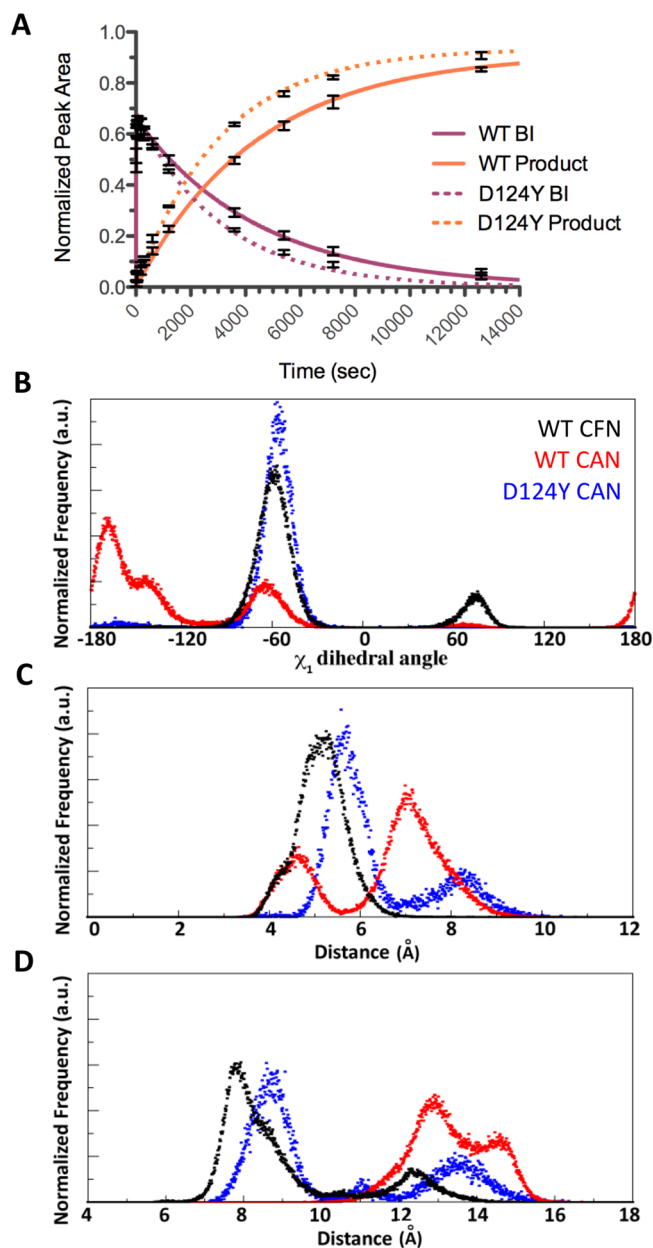 A
Normalized Peak Area
1.0
0.8
0.6
0.4
0.2
0.0
WT BI
WT Product
D124Y BI
D124Y Product
0 2000 4000 6000 8000 10000 12000 14000
Time (sec)
B
Normalized Frequency (a.u.)
WT CFN
WT CAN
D124Y CAN
-180 -120 -60 0 60 120 180
χ1 dihedral angle
C
Normalized Frequency (a.u.)
0 2 4 6 8 10 12
Distance (Å)
D
Normalized Frequency (a.u.)
4 6 8 10 12 14 16 18
Distance (Å)